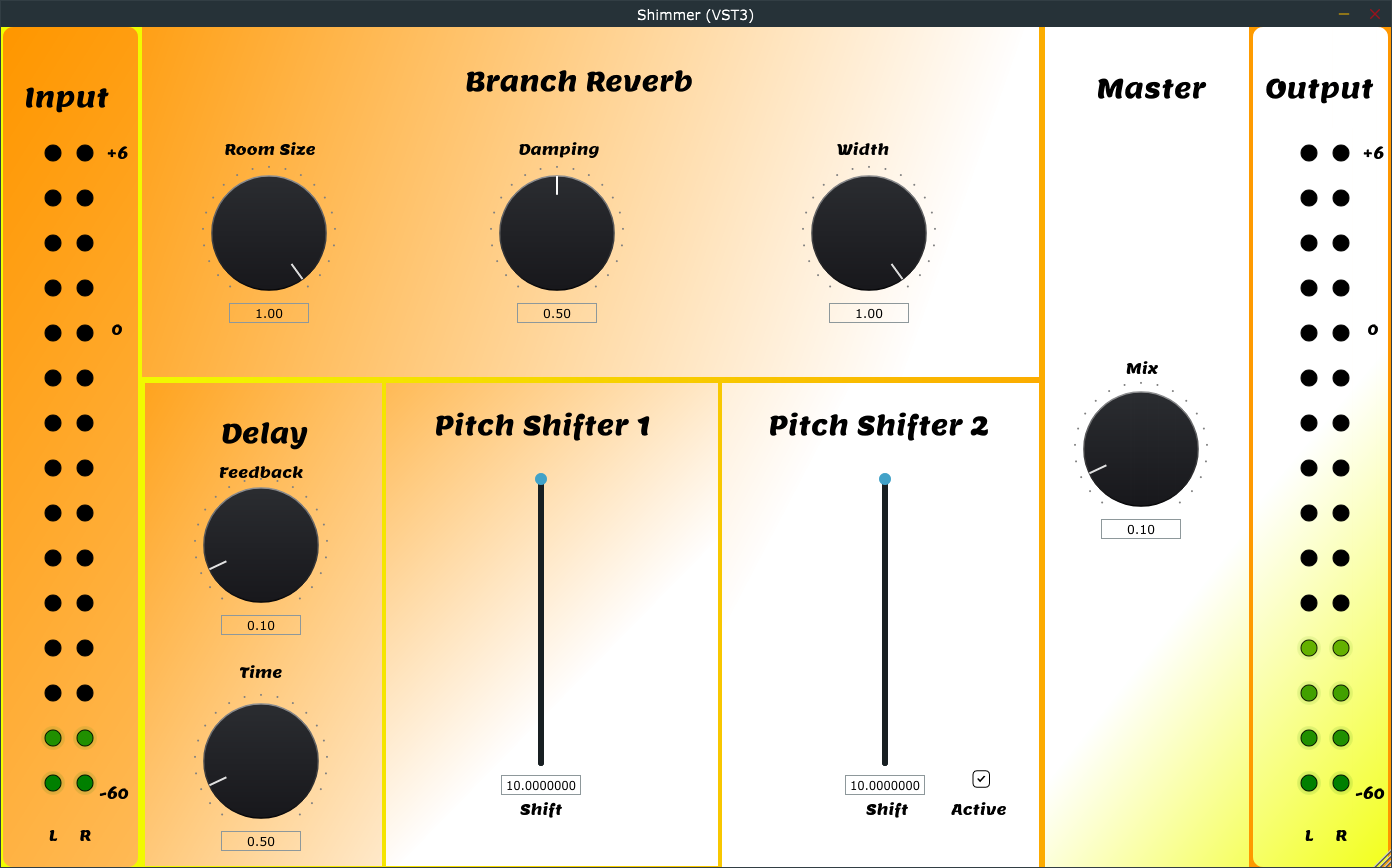 Shimmer (VST3)
Input
+6
0
-60
L R
Branch Reverb
Room Size
1.00
Damping
0.50
Width
1.00
Delay
Feedback
0.10
Time
0.50
Pitch Shifter 1
10.0000000
Shift
Pitch Shifter 2
10.0000000
Shift
Active
Master
Mix
0.10
Output
+6
0
-60
L R